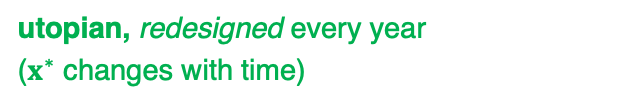 utopian, redesigned every year
(x* changes with time)